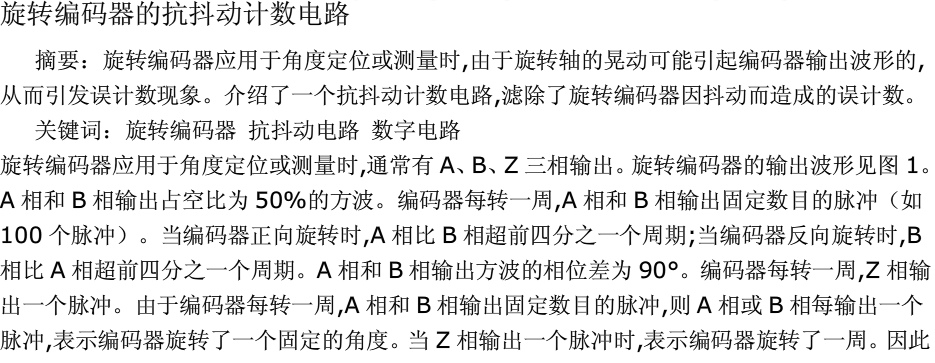 旋转编码器的抗抖动计数电路
摘要：旋转编码器应用于角度定位或测量时,由于旋转轴的晃动可能引起编码器输出波形的,
从而引发误计数现象。介绍了一个抗抖动计数电路,滤除了旋转编码器因抖动而造成的误计数。
关键词：旋转编码器 抗抖动电路 数字电路
旋转编码器应用于角度定位或测量时,通常有 A、B、Z 三相输出。旋转编码器的输出波形见图 1。
A 相和 B 相输出占空比为 50%的方波。编码器每转一周,A 相和 B 相输出固定数目的脉冲（如
100 个脉冲）。当编码器正向旋转时,A 相比 B 相超前四分之一个周期;当编码器反向旋转时,B
相比 A 相超前四分之一个周期。A 相和 B 相输出方波的相位差为 90°。编码器每转一周,Z 相输
出一个脉冲。由于编码器每转一周,A 相和 B 相输出固定数目的脉冲,则 A 相或 B 相每输出一个
脉冲,表示编码器旋转了一个固定的角度。当 Z 相输出一个脉冲时,表示编码器旋转了一周。因此